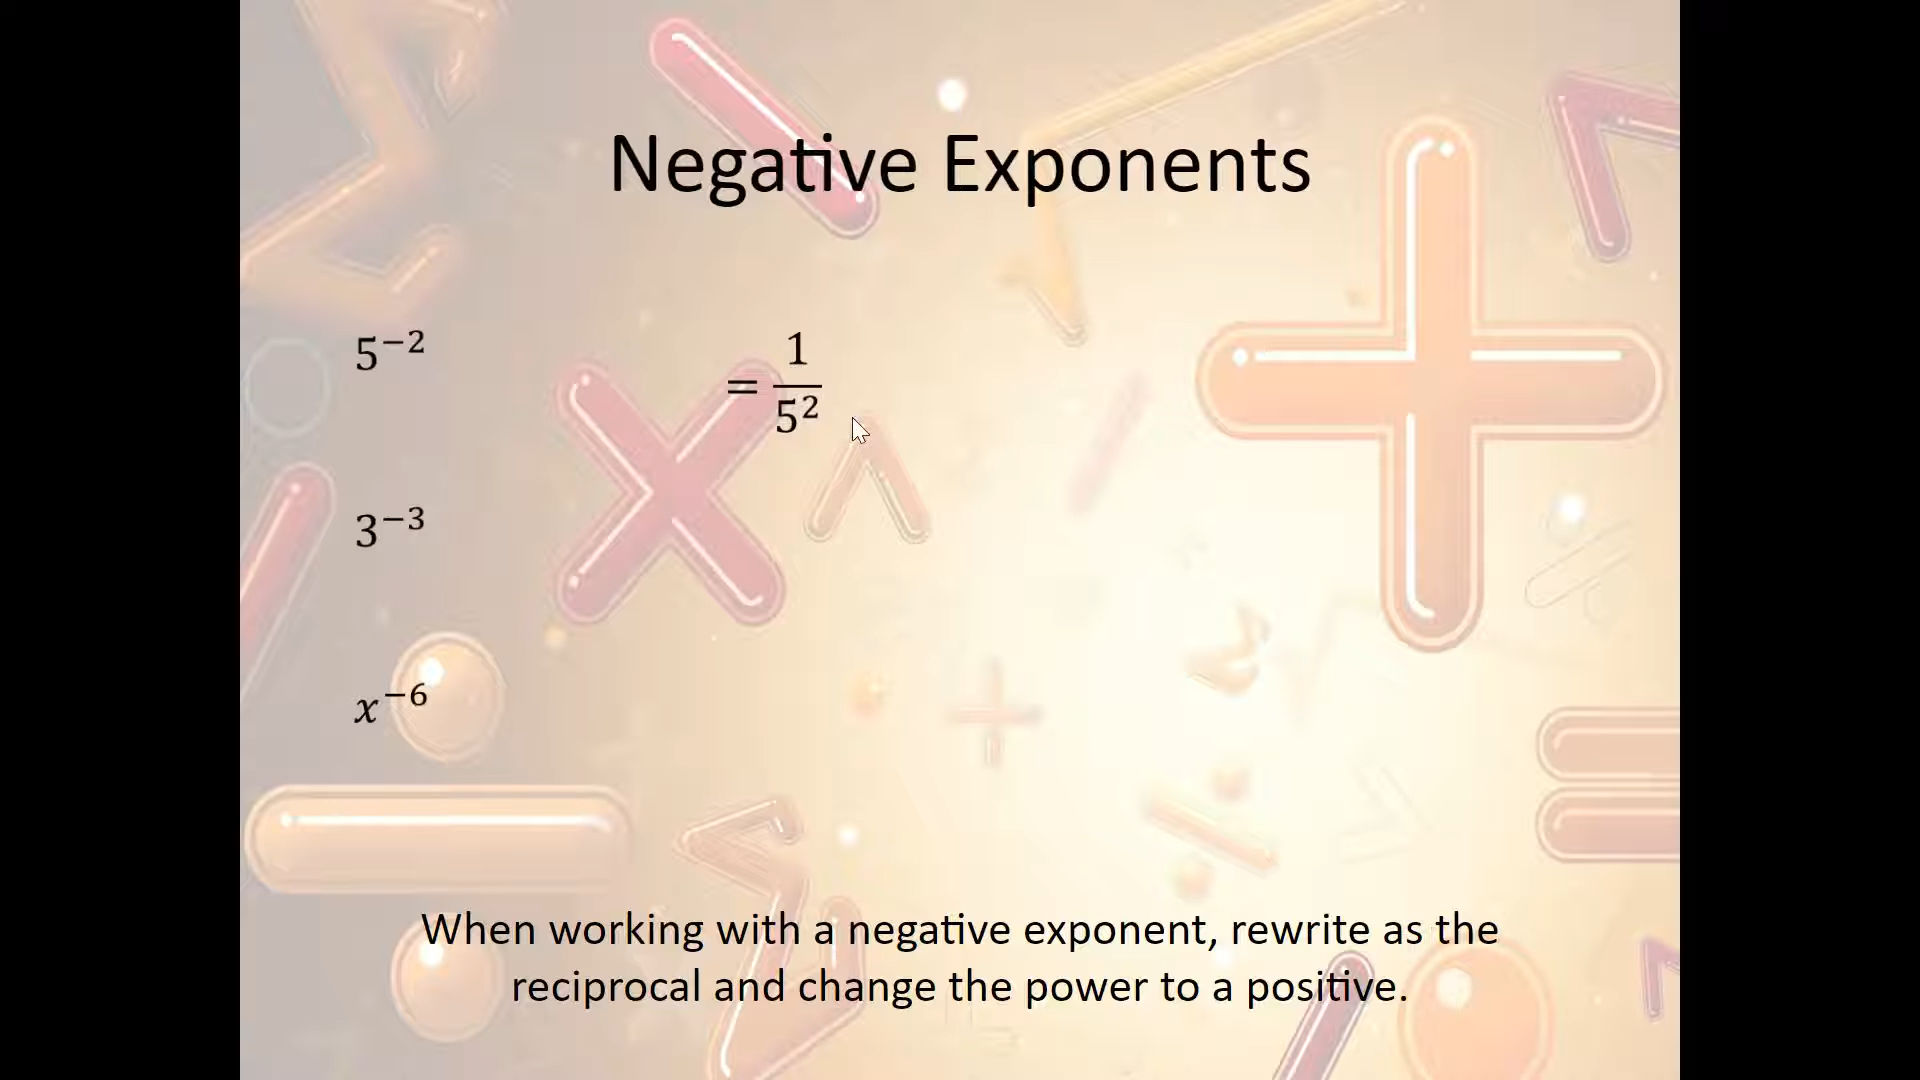 Negative Exponents
5⁻² = 1/5²
3⁻³
x⁻⁶
When working with a negative exponent, rewrite as the
reciprocal and change the power to a positive.